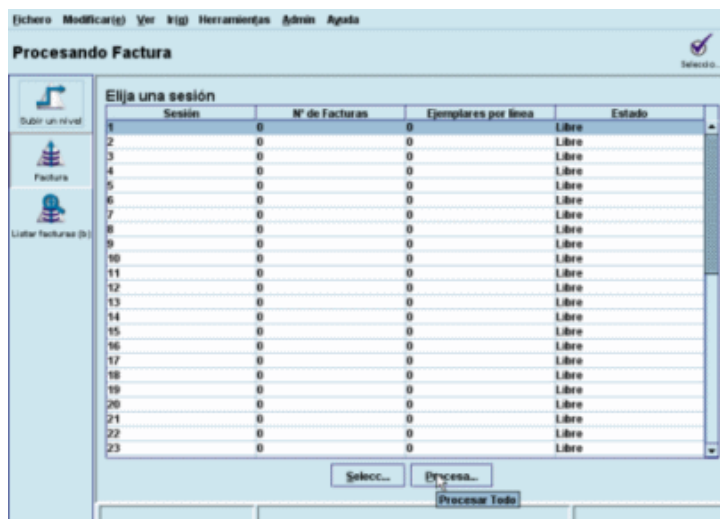 Fichero Modificar(e) Ver Ir(g) Herramientas Admin Ayuda
Procesando Factura
Seleccio...
Subir un nivel
Factura
Listar facturas (b)
Elija una sesión
Sesión Nº de Facturas Ejemplares por línea Estado
1 0 0 Libre
2 0 0 Libre
3 0 0 Libre
4 0 0 Libre
5 0 0 Libre
6 0 0 Libre
7 0 0 Libre
8 0 0 Libre
9 0 0 Libre
10 0 0 Libre
11 0 0 Libre
12 0 0 Libre
13 0 0 Libre
14 0 0 Libre
15 0 0 Libre
16 0 0 Libre
17 0 0 Libre
18 0 0 Libre
19 0 0 Libre
20 0 0 Libre
21 0 0 Libre
22 0 0 Libre
23 0 0 Libre
Selecc... Procesa...
Procesar Todo